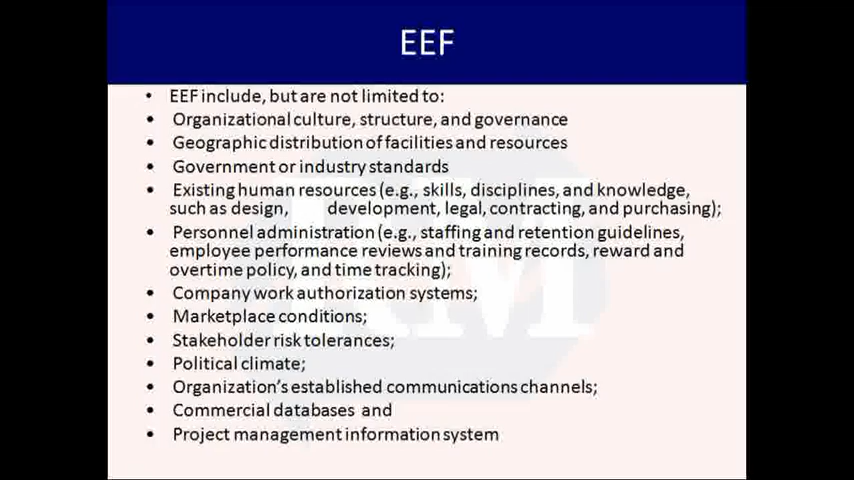 EEF
• EEF include, but are not limited to:
• Organizational culture, structure, and governance
• Geographic distribution of facilities and resources
• Government or industry standards
• Existing human resources (e.g., skills, disciplines, and knowledge,
such as design, development, legal, contracting, and purchasing);
• Personnel administration (e.g., staffing and retention guidelines,
employee performance reviews and training records, reward and
overtime policy, and time tracking);
• Company work authorization systems;
• Marketplace conditions;
• Stakeholder risk tolerances;
• Political climate;
• Organization's established communications channels;
• Commercial databases and
• Project management information system